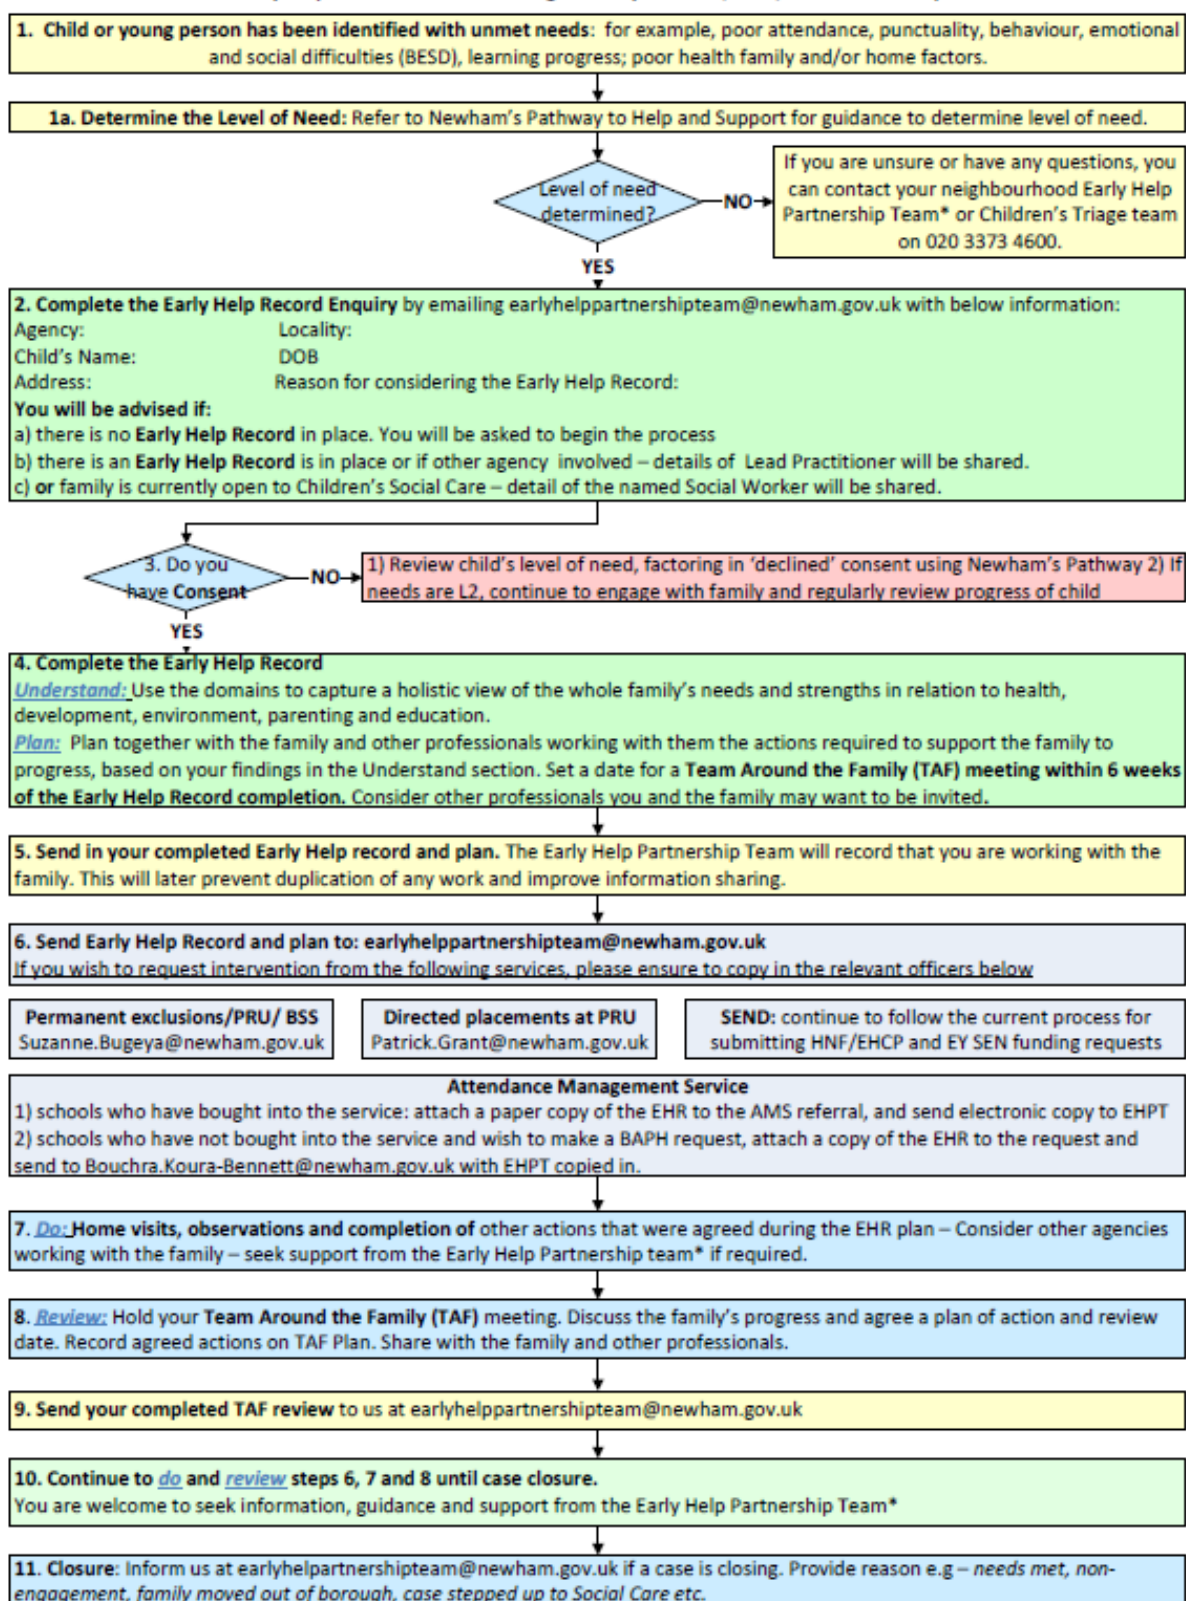 1. Child or young person has been identified with unmet needs: for example, poor attendance, punctuality, behaviour, emotional
and social difficulties (BESD), learning progress; poor health family and/or home factors.
1a. Determine the Level of Need: Refer to Newham's Pathway to Help and Support for guidance to determine level of need.
Level of need
determined?
NO
If you are unsure or have any questions, you
can contact your neighbourhood Early Help
Partnership Team* or Children's Triage team
on 020 3373 4600.
YES
2. Complete the Early Help Record Enquiry by emailing earlyhelppartnershipteam@newham.gov.uk with below information:
Agency: Locality:
Child's Name: DOB
Address: Reason for considering the Early Help Record:
You will be advised if:
a) there is no Early Help Record in place. You will be asked to begin the process
b) there is an Early Help Record is in place or if other agency involved – details of Lead Practitioner will be shared.
c) or family is currently open to Children's Social Care – detail of the named Social Worker will be shared.
3. Do you
have Consent
NO
1) Review child's level of need, factoring in 'declined' consent using Newham's Pathway 2) If
needs are L2, continue to engage with family and regularly review progress of child
YES
4. Complete the Early Help Record
Understand: Use the domains to capture a holistic view of the whole family's needs and strengths in relation to health,
development, environment, parenting and education.
Plan: Plan together with the family and other professionals working with them the actions required to support the family to
progress, based on your findings in the Understand section. Set a date for a Team Around the Family (TAF) meeting within 6 weeks
of the Early Help Record completion. Consider other professionals you and the family may want to be invited.
5. Send in your completed Early Help record and plan. The Early Help Partnership Team will record that you are working with the
family. This will later prevent duplication of any work and improve information sharing.
6. Send Early Help Record and plan to: earlyhelppartnershipteam@newham.gov.uk
If you wish to request intervention from the following services, please ensure to copy in the relevant officers below
Permanent exclusions/PRU/ BSS
Suzanne.Bugeya@newham.gov.uk
Directed placements at PRU
Patrick.Grant@newham.gov.uk
SEND: continue to follow the current process for
submitting HNF/EHCP and EY SEN funding requests
Attendance Management Service
1) schools who have bought into the service: attach a paper copy of the EHR to the AMS referral, and send electronic copy to EHPT
2) schools who have not bought into the service and wish to make a BAPH request, attach a copy of the EHR to the request and
send to Bouchra.Koura-Bennett@newham.gov.uk with EHPT copied in.
7. Do: Home visits, observations and completion of other actions that were agreed during the EHR plan – Consider other agencies
working with the family – seek support from the Early Help Partnership team* if required.
8. Review: Hold your Team Around the Family (TAF) meeting. Discuss the family's progress and agree a plan of action and review
date. Record agreed actions on TAF Plan. Share with the family and other professionals.
9. Send your completed TAF review to us at earlyhelppartnershipteam@newham.gov.uk
10. Continue to do and review steps 6, 7 and 8 until case closure.
You are welcome to seek information, guidance and support from the Early Help Partnership Team*
11. Closure: Inform us at earlyhelpartnershipteam@newham.gov.uk if a case is closing. Provide reason e.g – needs met, non-
engagement, family moved out of borough, case stepped up to Social Care etc.